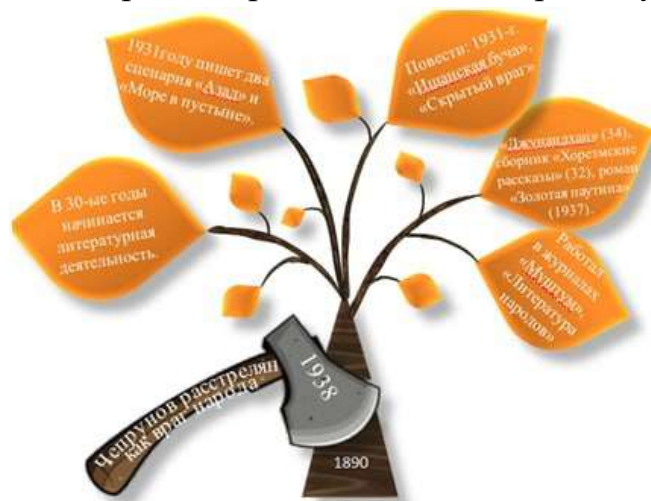 1931году пишет два
сценария «Азад» и
«Море в пустыне».
Повести: 1931-г.
«Ишанская буча»,
«Скрытый враг»
«Джунаидхан» (34),
сборник «Хорезмские
рассказы» (32), роман
«Золотая паутина»
(1937).
В 30-ые годы
начинается
литературная
деятельность.
Работал
в журналах
«Муштум»,
«Литература
народов»
1938
Чепрунов расстрелян
как враг народа
1890